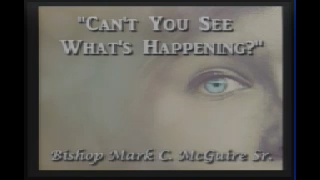 "Can't You See
What's Happening?"
Bishop Mark C. McGuire Sr.